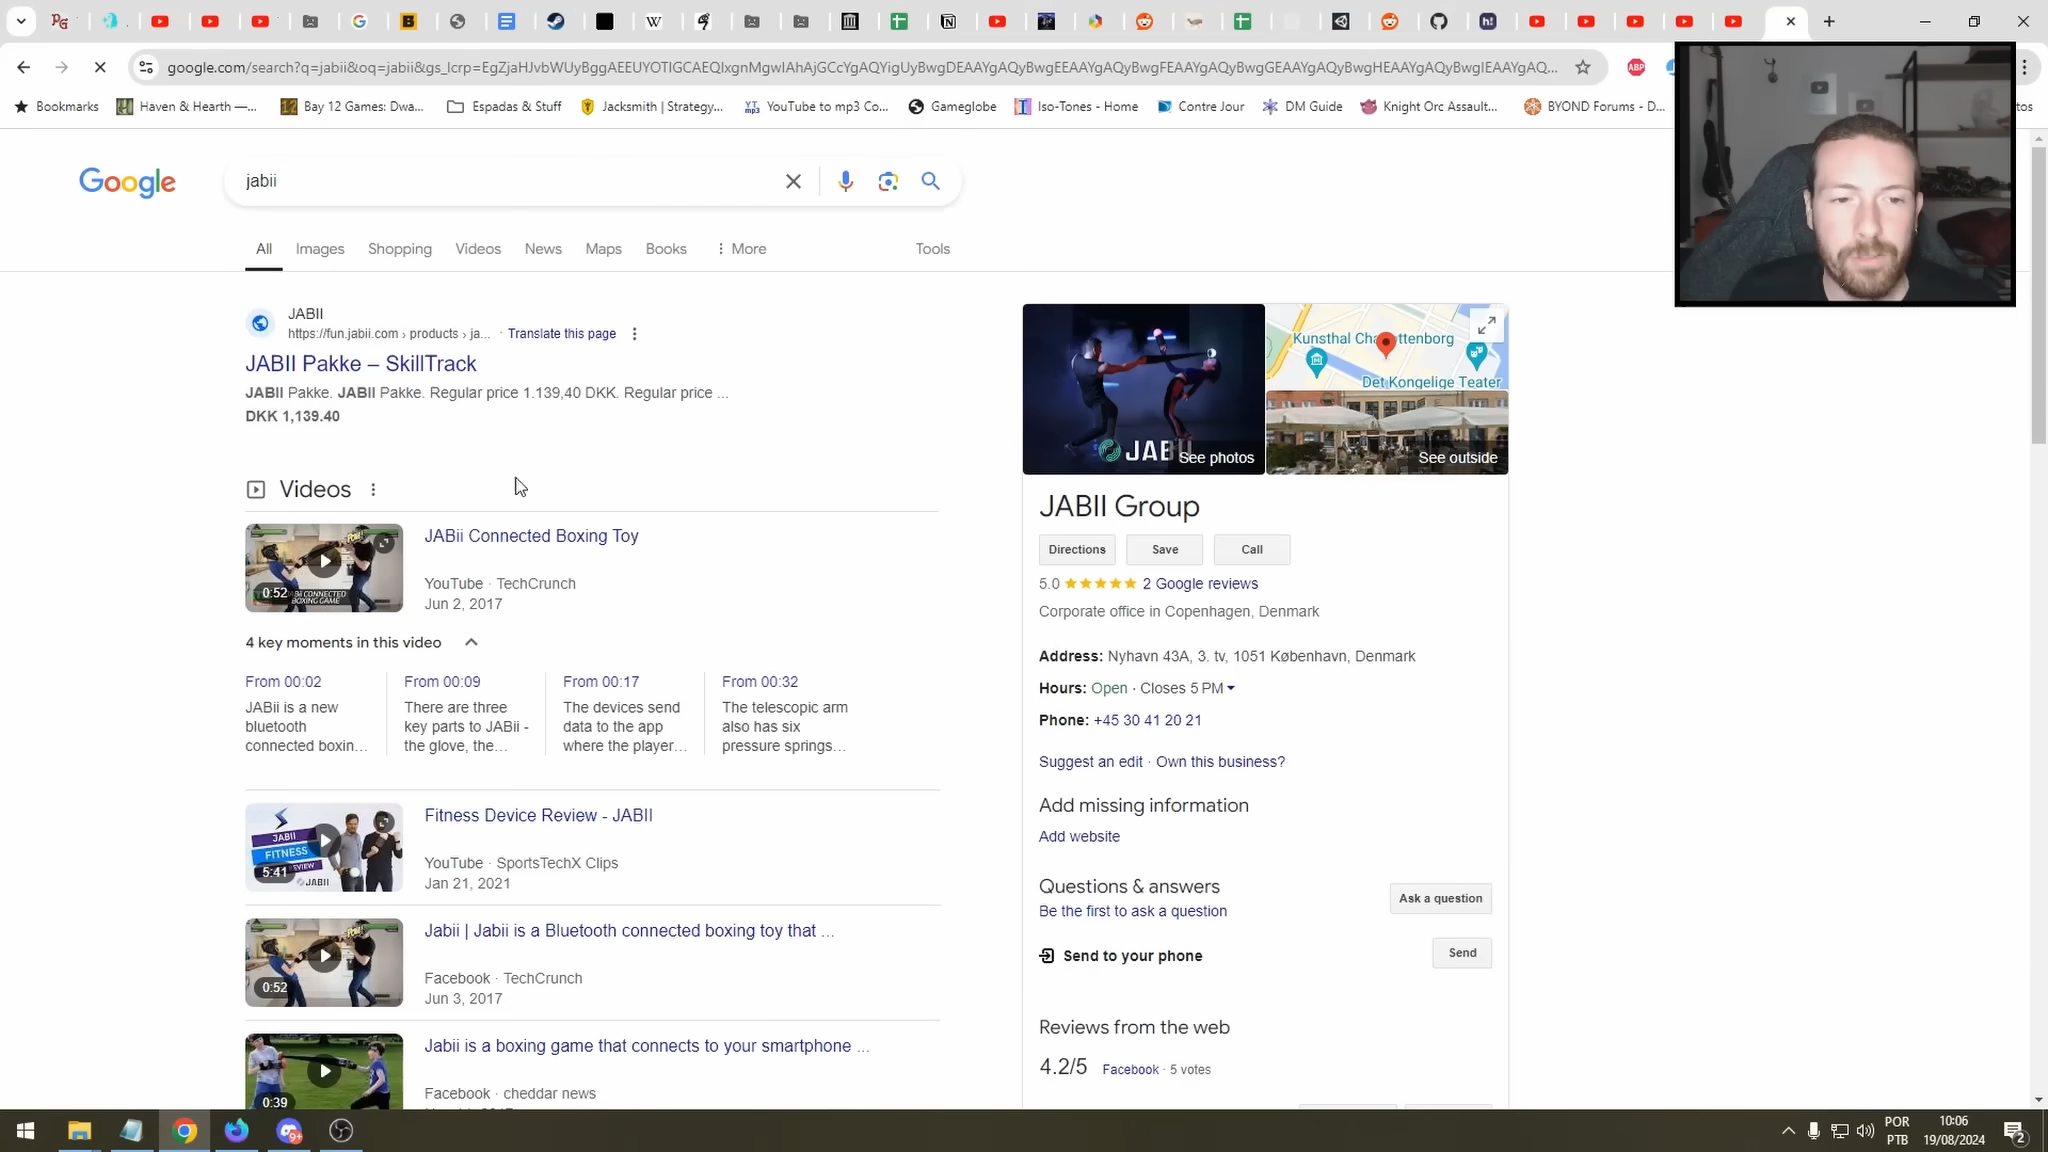 google.com/search?q=jabii&oq=jabii&gs_lcrp=EgZjaHJvbWUyBggAEEUYOTIGCAEQIxgnMgwIAhAjGCcYgAQYigUyBwgDEAAYgAQyBwgEEAAYgAQyBwgFEAAYgAQyBwgGEAAYgAQyBwgHEAAYgAQyBwgIEAAYgAQ...
ABP
Bookmarks
Haven & Hearth —...
Bay 12 Games: Dwa...
Espadas & Stuff
Jacksmith | Strategy...
YouTube to mp3 Co...
Gameglobe
Iso-Tones - Home
Contre Jour
DM Guide
Knight Orc Assault...
BYOND Forums - D...
Google
jabii
All
Images
Shopping
Videos
News
Maps
Books
More
Tools
JABII
https://fun.jabii.com › products › ja... · Translate this page
JABII Pakke – SkillTrack
JABII Pakke. JABII Pakke. Regular price 1.139,40 DKK. Regular price ...
DKK 1,139.40
Videos
0:52
JABii Connected Boxing Toy
YouTube · TechCrunch
Jun 2, 2017
4 key moments in this video
From 00:02
JABii is a new
bluetooth
connected boxin...
From 00:09
There are three
key parts to JABii -
the glove, the...
From 00:17
The devices send
data to the app
where the player...
From 00:32
The telescopic arm
also has six
pressure springs...
JABII
FITNESS
5:41
JABII
Fitness Device Review - JABII
YouTube · SportsTechX Clips
Jan 21, 2021
0:52
Jabii | Jabii is a Bluetooth connected boxing toy that ...
Facebook · TechCrunch
Jun 3, 2017
0:39
Jabii is a boxing game that connects to your smartphone ...
Facebook · cheddar news
See photos
Kunsthal Cha
ttenborg
Det Kongelige Teater
See outside
JABII Group
Directions
Save
Call
5.0
2 Google reviews
Corporate office in Copenhagen, Denmark
Address: Nyhavn 43A, 3. tv, 1051 København, Denmark
Hours: Open · Closes 5 PM
Phone: +45 30 41 20 21
Suggest an edit · Own this business?
Add missing information
Add website
Questions & answers
Be the first to ask a question
Ask a question
Send to your phone
Send
Reviews from the web
4.2/5
Facebook · 5 votes
POR
PTB
10:06
19/08/2024
2